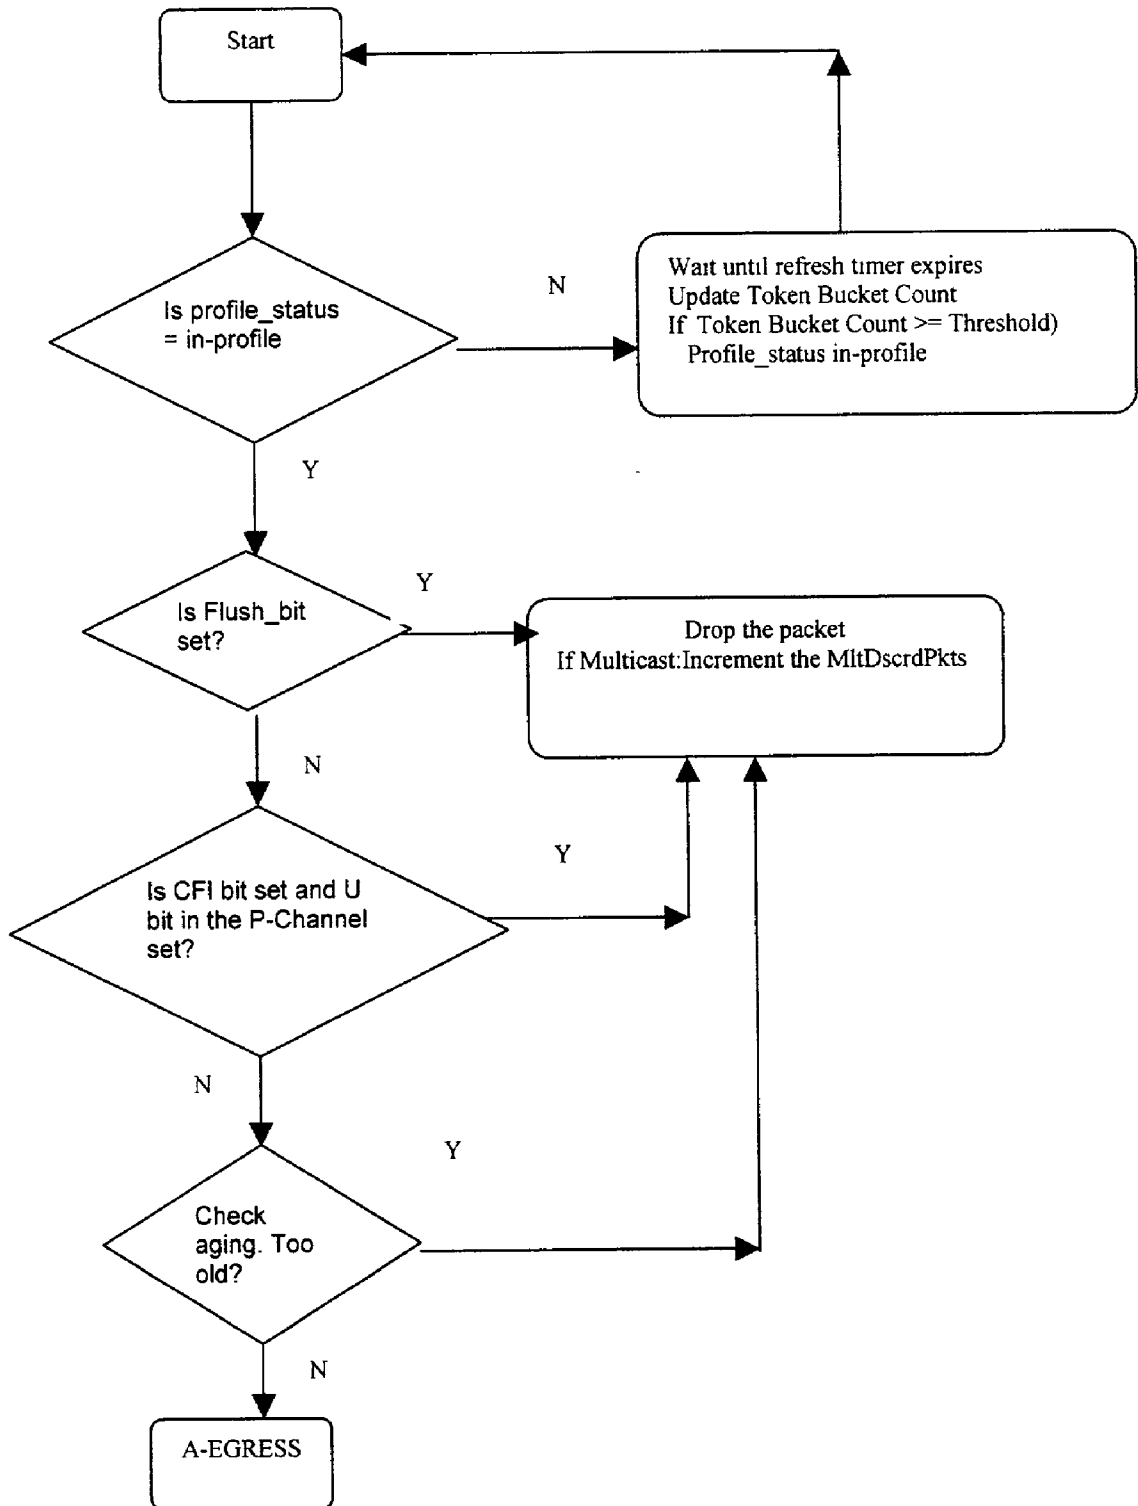 Start
Is profile_status
= in-profile
N
Wait until refresh timer expires
Update Token Bucket Count
If Token Bucket Count >= Threshold)
Profile_status in-profile
Y
Is Flush_bit
set?
Y
Drop the packet
If Multicast:Increment the MltDscrdPkts
N
Is CFI bit set and U
bit in the P-Channel
set?
Y
N
Y
Check
aging. Too
old?
N
A-EGRESS